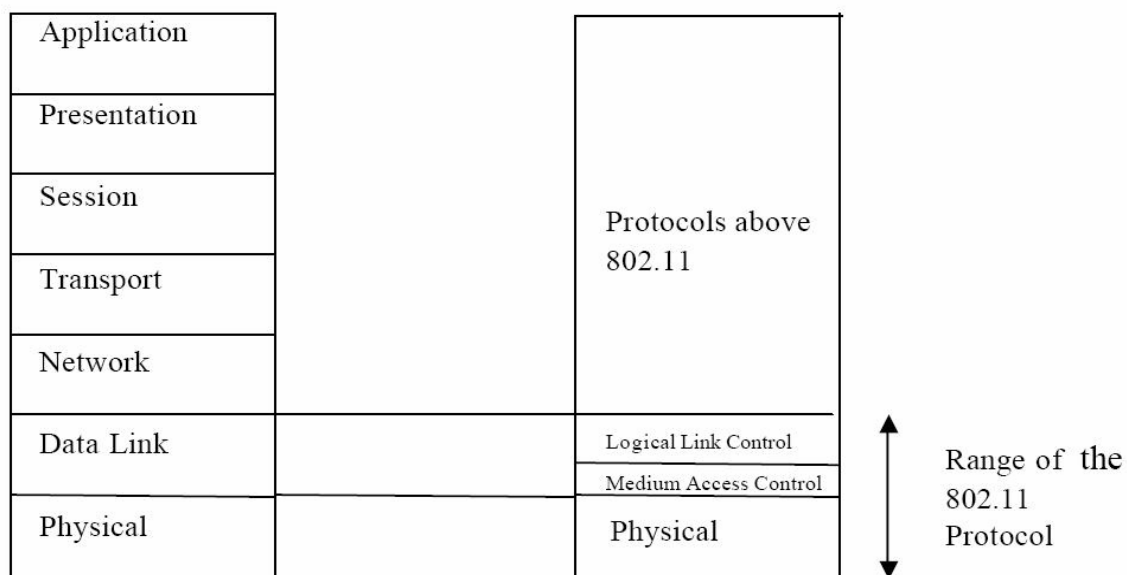 Application
Presentation
Session
Transport
Network
Data Link
Physical
Protocols above
802.11
Logical Link Control
Medium Access Control
Physical
Range of the
802.11
Protocol